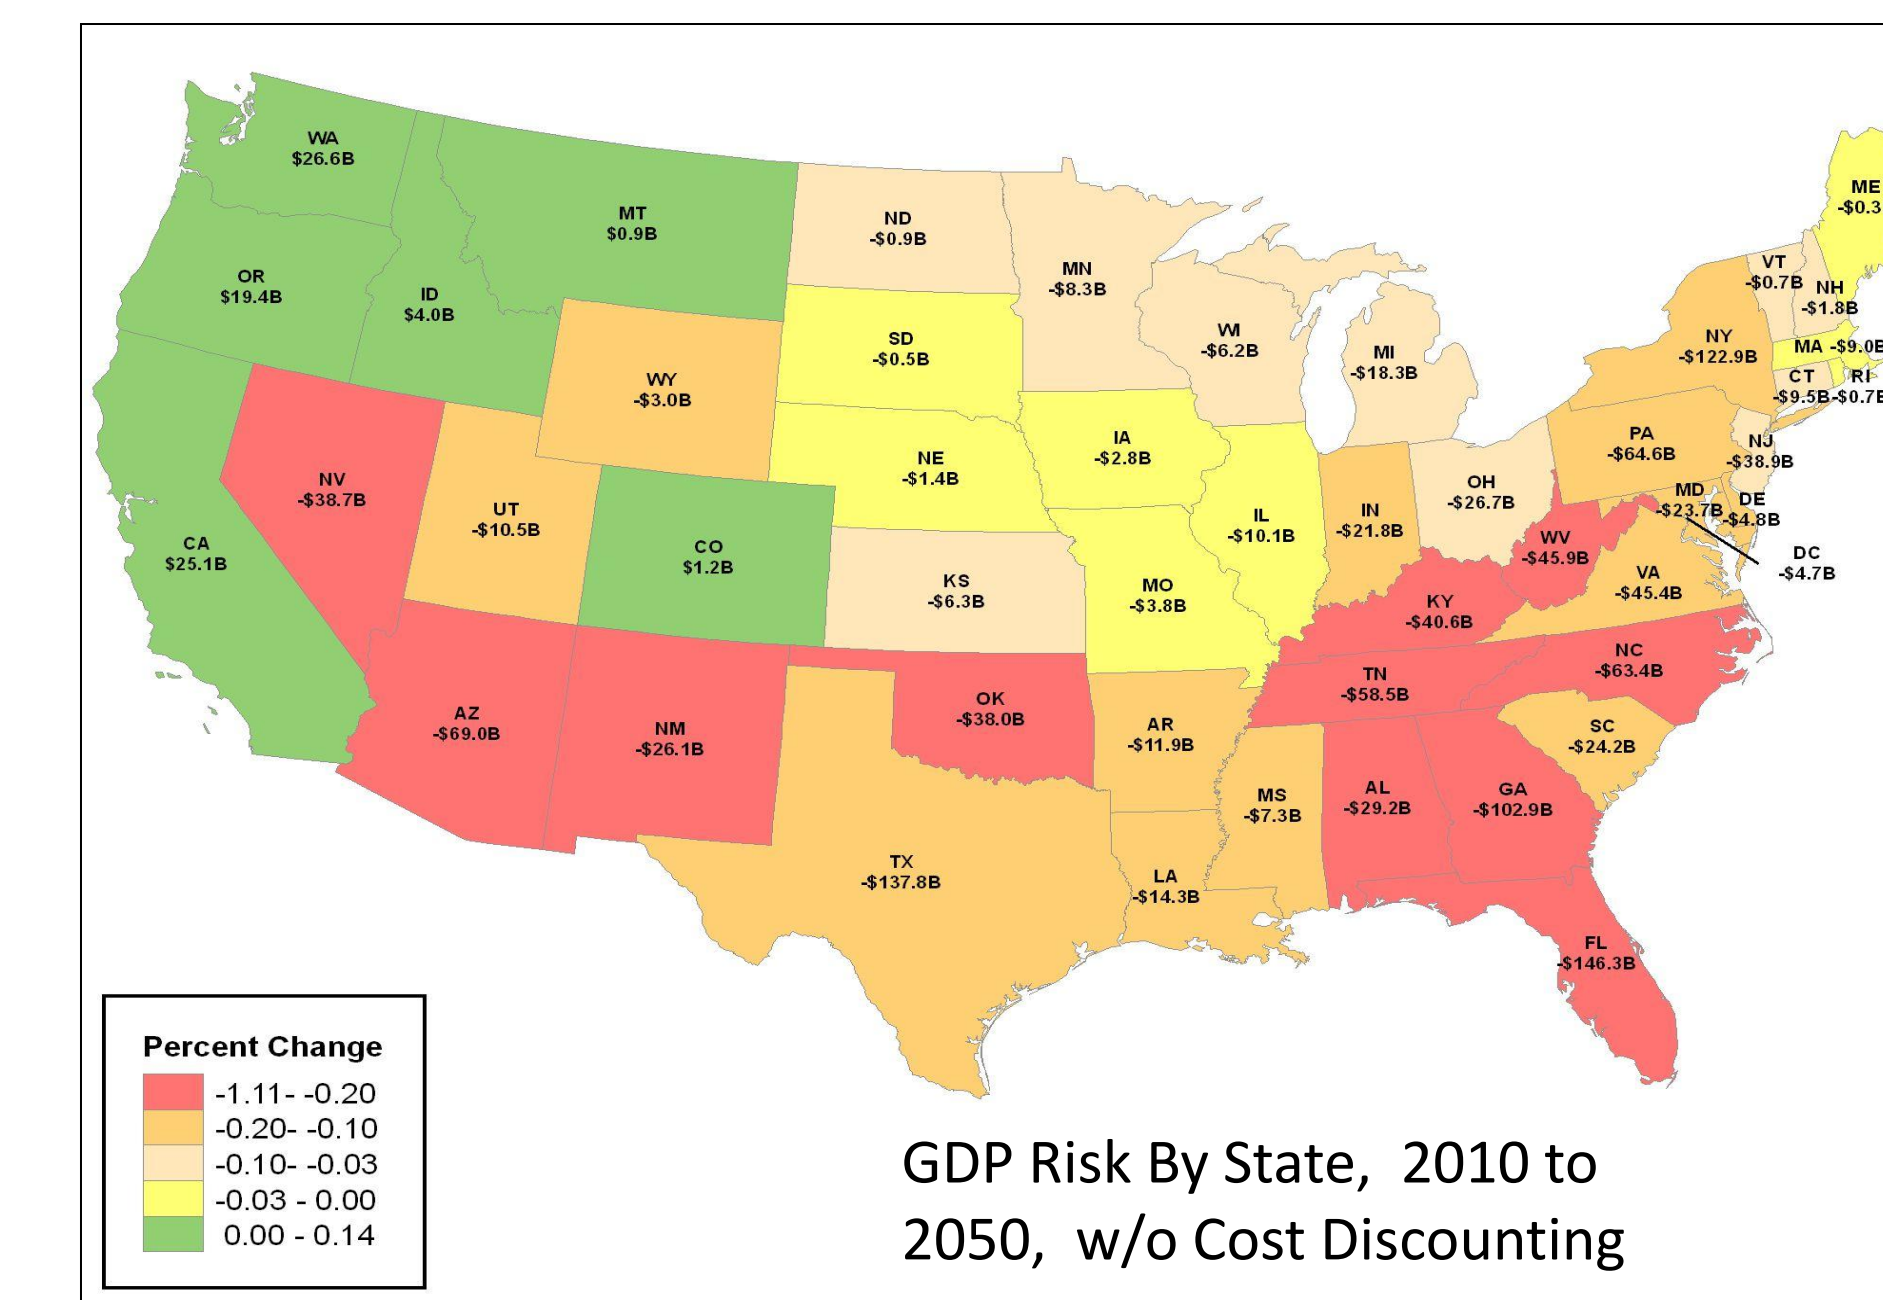 WA
$26.6B
OR
$19.4B
ID
$4.0B
MT
$0.9B
ND
-$0.9B
MN
-$8.3B
WI
-$6.2B
MI
-$18.3B
SD
-$0.5B
WY
-$3.0B
NE
-$1.4B
IA
-$2.8B
IL
-$10.1B
IN
-$21.8B
OH
-$26.7B
PA
-$64.6B
NY
-$122.9B
VT
-$0.7B
NH
-$1.8B
ME
-$0.3
MA -$9.0B
CT
-$9.5B
RI
-$0.7B
NJ
-$38.9B
MD
-$23.7B
DE
-$4.8B
DC
-$4.7B
NV
-$38.7B
UT
-$10.5B
CA
$25.1B
CO
$1.2B
KS
-$6.3B
MO
-$3.8B
WV
-$45.9B
VA
-$45.4B
KY
-$40.6B
TN
-$58.5B
NC
-$63.4B
AZ
-$69.0B
NM
-$26.1B
OK
-$38.0B
AR
-$11.9B
SC
-$24.2B
MS
-$7.3B
AL
-$29.2B
GA
-$102.9B
TX
-$137.8B
LA
-$14.3B
FL
-$146.3B
Percent Change
-1.11- -0.20
-0.20- -0.10
-0.10- -0.03
-0.03 - 0.00
0.00 - 0.14
GDP Risk By State, 2010 to
2050, w/o Cost Discounting